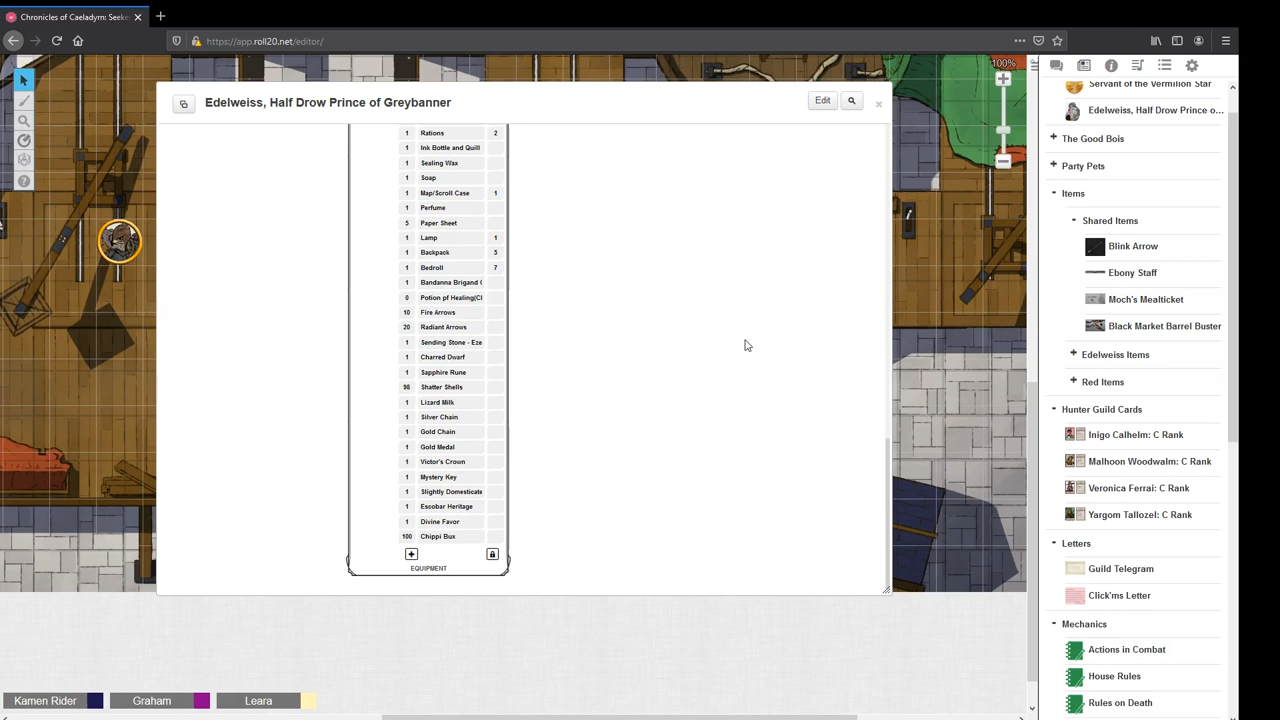 Chronicles of Caeladyrn: Seeke
https://app.roll20.net/editor/
100%
Edelweiss, Half Drow Prince of Greybanner
Edit
1 Rations 2
1 Ink Bottle and Quill
1 Sealing Wax
1 Soap
1 Map/Scroll Case 1
1 Perfume
5 Paper Sheet
1 Lamp 1
1 Backpack 5
1 Bedroll 7
1 Bandanna Brigand (
0 Potion pf Healing(Cl
10 Fire Arrows
20 Radiant Arrows
1 Sending Stone - Eze
1 Charred Dwarf
1 Sapphire Rune
98 Shatter Shells
1 Lizard Milk
1 Silver Chain
1 Gold Chain
1 Gold Medal
1 Victor's Crown
1 Mystery Key
1 Slightly Domesticate
1 Escobar Heritage
1 Divine Favor
100 Chippi Bux
EQUIPMENT
Servant of the Vermilion Star
Edelweiss, Half Drow Prince o...
The Good Bois
Party Pets
Items
Shared Items
Blink Arrow
Ebony Staff
Moch's Mealticket
Black Market Barrel Buster
Edelweiss Items
Red Items
Hunter Guild Cards
Inigo Calhelm: C Rank
Malhoon Woodwalm: C Rank
Veronica Ferrai: C Rank
Yargom Tallozel: C Rank
Letters
Guild Telegram
Click'ms Letter
Mechanics
Actions in Combat
House Rules
Rules on Death
Kamen Rider
Graham
Leara